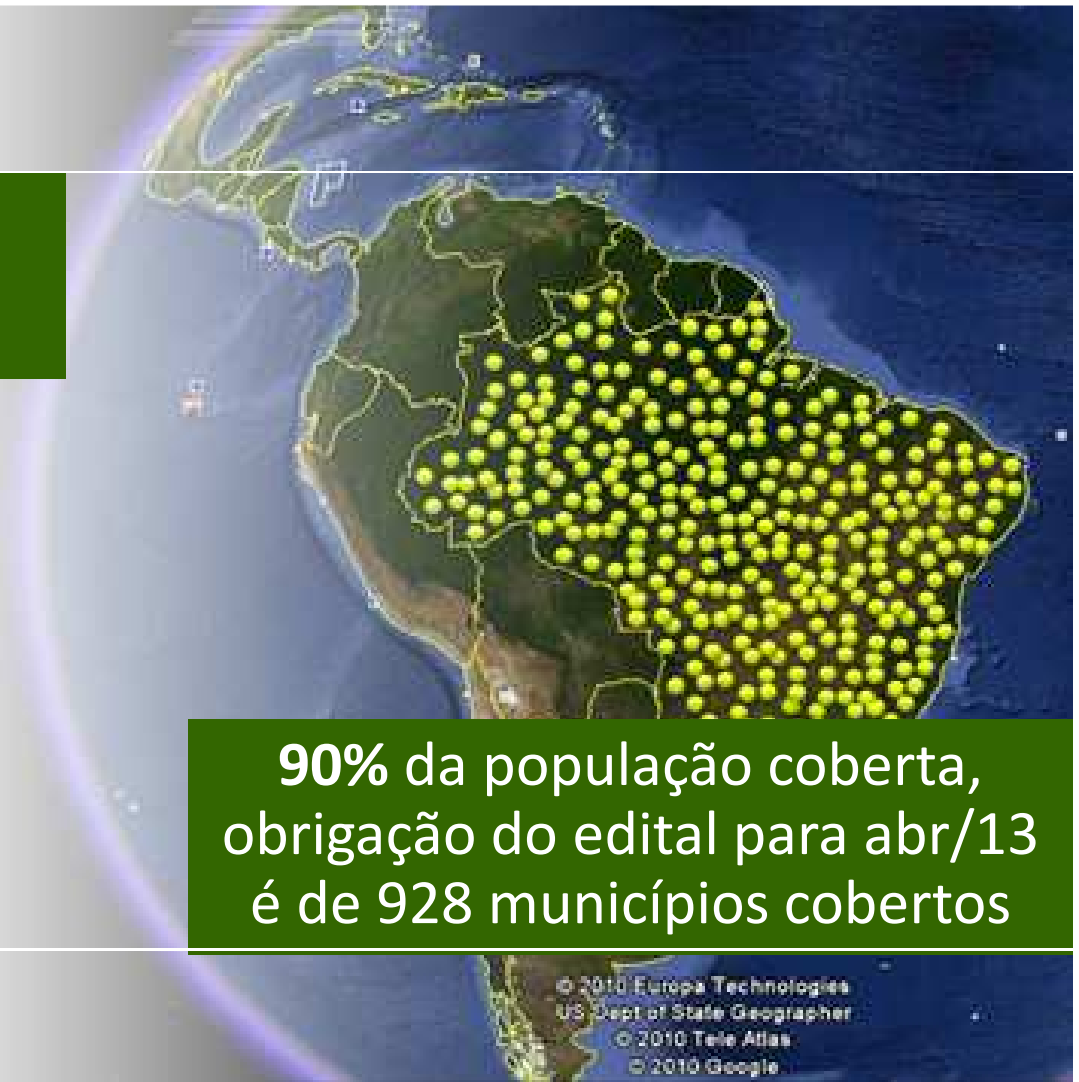 90% da população coberta,
obrigação do edital para abr/13
é de 928 municípios cobertos
© 2010 Europa Technologies
US Dept of State Geographer
© 2010 Tele Atlas
© 2010 Google